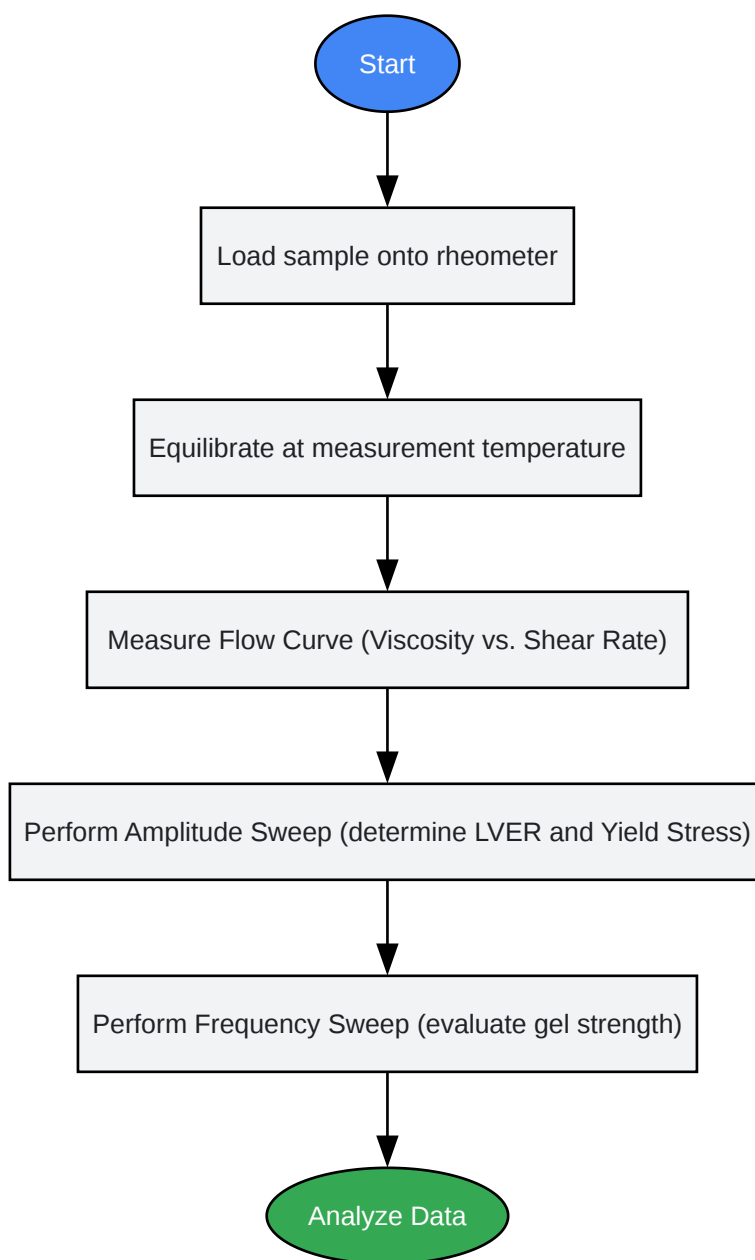 Start
Load sample onto rheometer
Equilibrate at measurement temperature
Measure Flow Curve (Viscosity vs. Shear Rate)
Perform Amplitude Sweep (determine LVER and Yield Stress)
Perform Frequency Sweep (evaluate gel strength)
Analyze Data